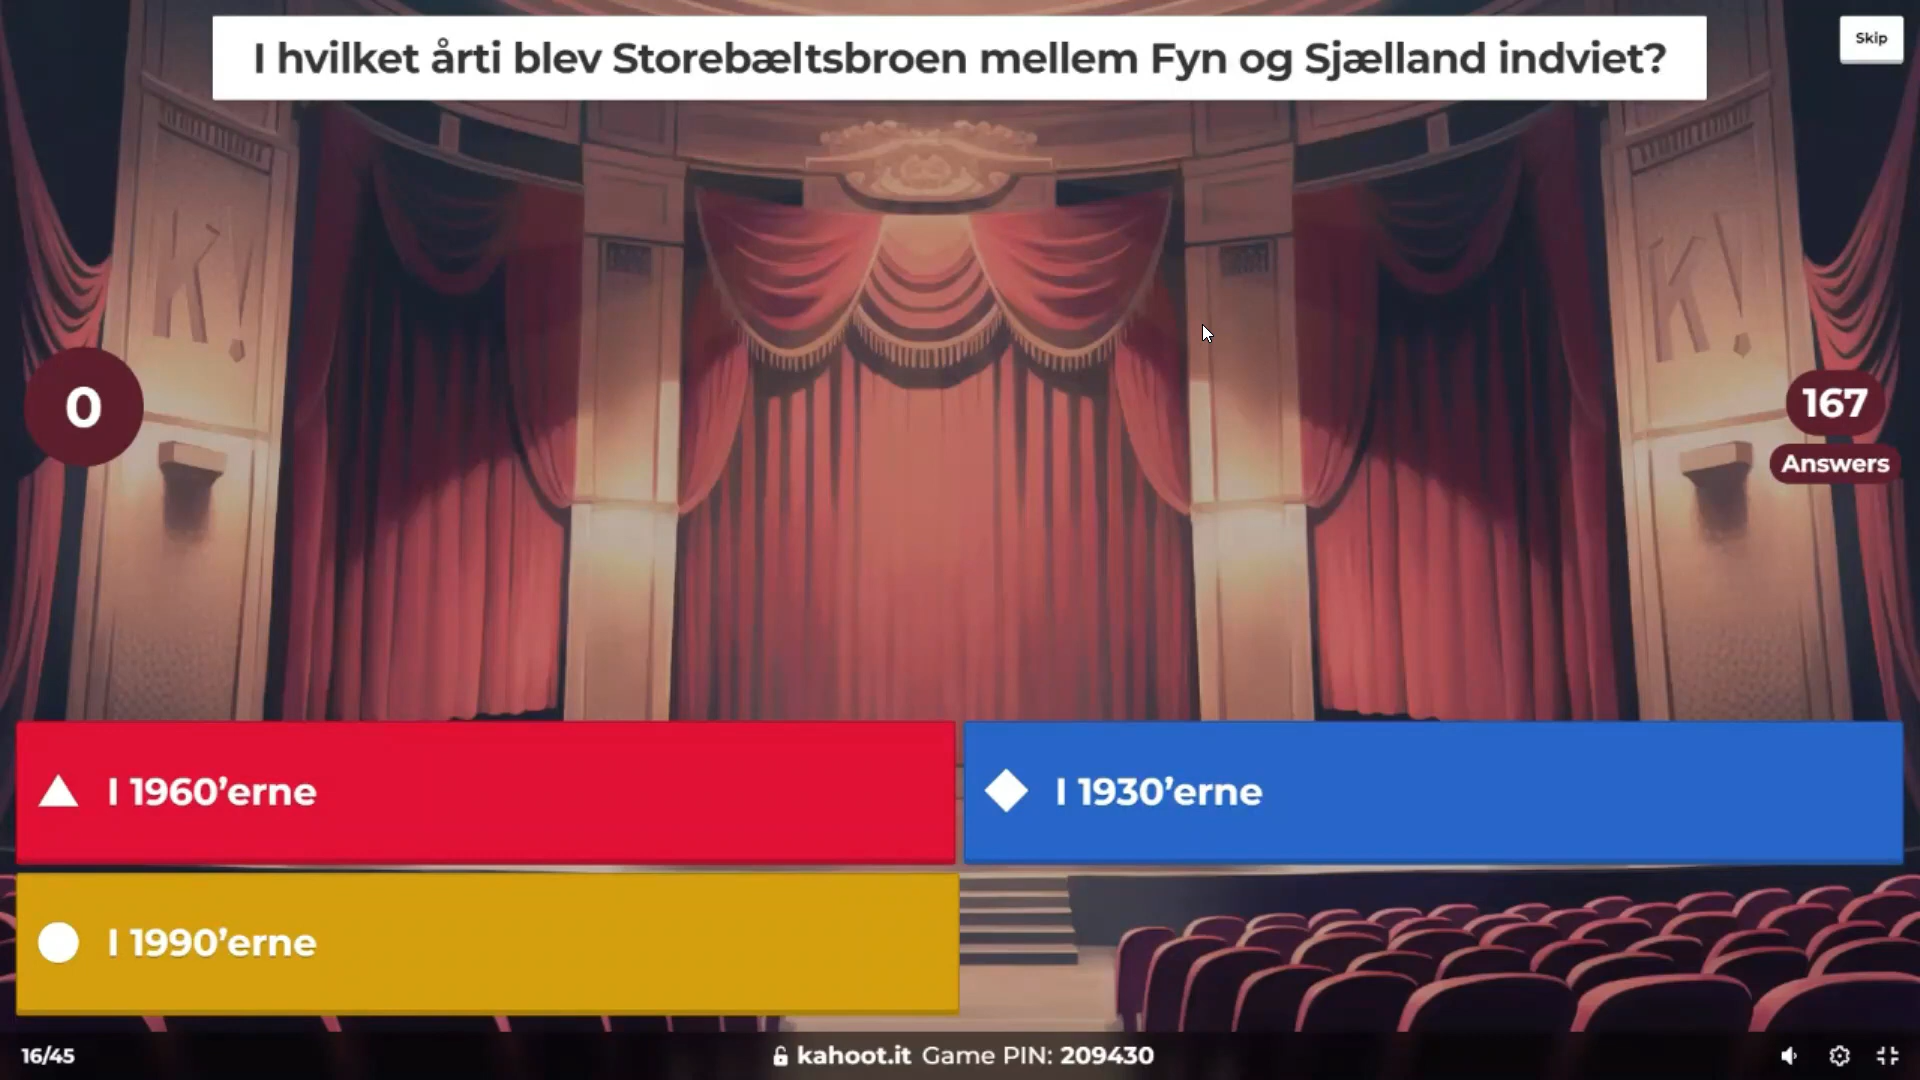 I hvilket årti blev Storebæltsbroen mellem Fyn og Sjælland indviet?
Skip
K!
K!
0
167
Answers
I 1960’erne
I 1930’erne
I 1990’erne
16/45
kahoot.it Game PIN: 209430